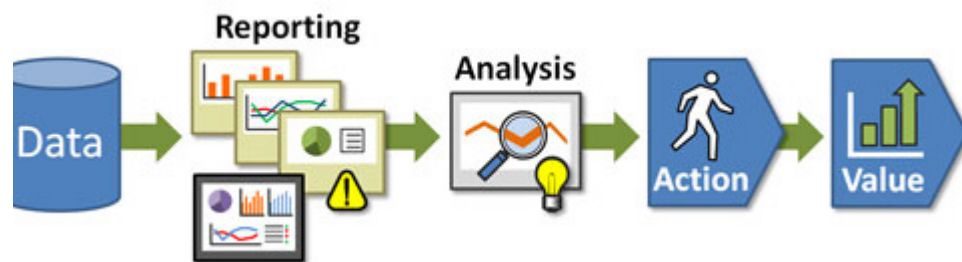 Reporting
Analysis
Data
Action
Value